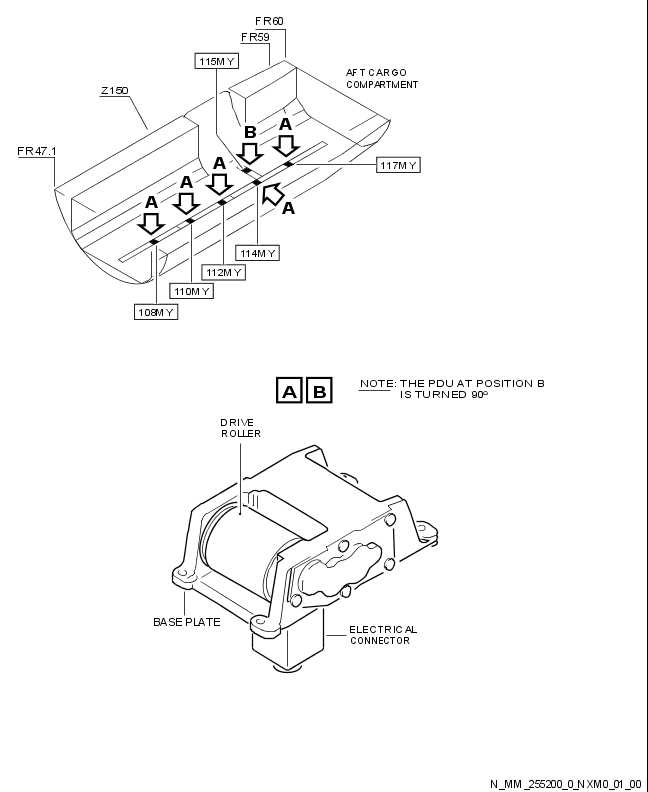 FR60
FR59
115MY
AFT CARGO
COMPARTMENT
Z150
B
A
FR47.1
A
117MY
A
A
A
114MY
112MY
110MY
108MY
A B
NOTE: THE PDU AT POSITION B
IS TURNED 90°
DRIVE
ROLLER
BASE PLATE
ELECTRICAL
CONNECTOR
N_MM_255200_0_NXM0_01_00